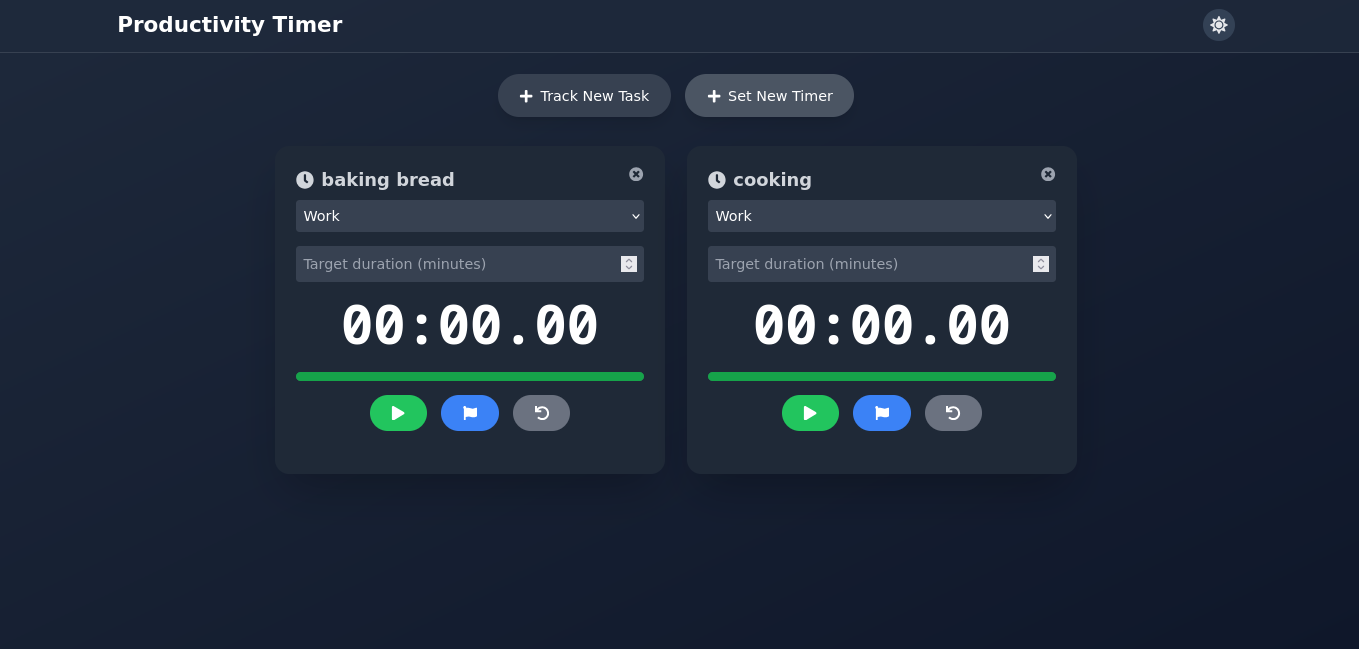 Productivity Timer
Track New Task
Set New Timer
baking bread
Work
Target duration (minutes)
00:00.00
cooking
Work
Target duration (minutes)
00:00.00